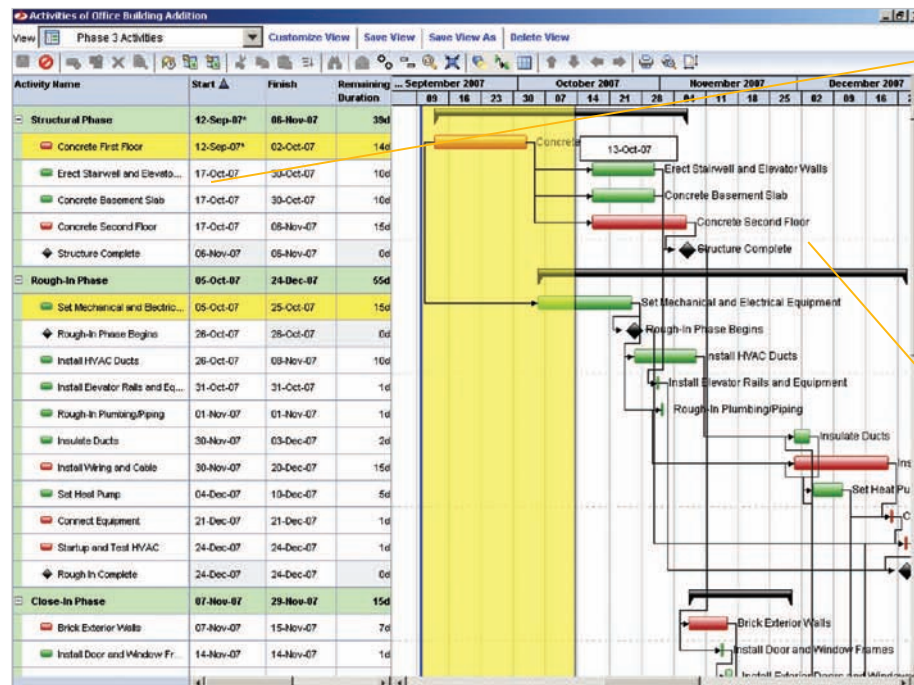 Activities of Office Building Addition
View Phase 3 Activities Customize View Save View Save View As Delete View
Activity Name Start Finish Remaining Duration ... September 2007 October 2007 November 2007 December 2007
09 16 23 30 07 14 21 28 04 11 18 25 02 09 16
Structural Phase 12-Sep-07* 06-Nov-07 39d
Concrete First Floor 12-Sep-07* 02-Oct-07 14d Concrete 13-Oct-07
Erect Stairwell and Elevato... 17-Oct-07 30-Oct-07 10d Erect Stairwell and Elevator Walls
Concrete Basement Slab 17-Oct-07 30-Oct-07 10d Concrete Basement Slab
Concrete Second Floor 17-Oct-07 06-Nov-07 15d Concrete Second Floor
Structure Complete 06-Nov-07 06-Nov-07 0d Structure Complete
Rough-In Phase 05-Oct-07 24-Dec-07 55d
Set Mechanical and Electric... 05-Oct-07 25-Oct-07 15d Set Mechanical and Electrical Equipment
Rough-In Phase Begins 26-Oct-07 26-Oct-07 0d Rough-In Phase Begins
Install HVAC Ducts 26-Oct-07 08-Nov-07 10d Install HVAC Ducts
Install Elevator Rails and Eq... 31-Oct-07 31-Oct-07 1d Install Elevator Rails and Equipment
Rough-In Plumbing/Piping 01-Nov-07 01-Nov-07 1d Rough-In Plumbing/Piping
Insulate Ducts 30-Nov-07 03-Dec-07 2d Insulate Ducts
Install Wiring and Cable 30-Nov-07 20-Dec-07 15d Ins
Set Heat Pump 04-Dec-07 10-Dec-07 5d Set Heat Pu
Connect Equipment 21-Dec-07 21-Dec-07 1d C
Startup and Test HVAC 24-Dec-07 24-Dec-07 1d
Rough In Complete 24-Dec-07 24-Dec-07 0d
Close-In Phase 07-Nov-07 29-Nov-07 15d
Brick Exterior Walls 07-Nov-07 15-Nov-07 7d Brick Exterior Walls
Install Door and Window Fr... 14-Nov-07 14-Nov-07 1d Install Door and Window Frames
Install Exterior Doors and Windows